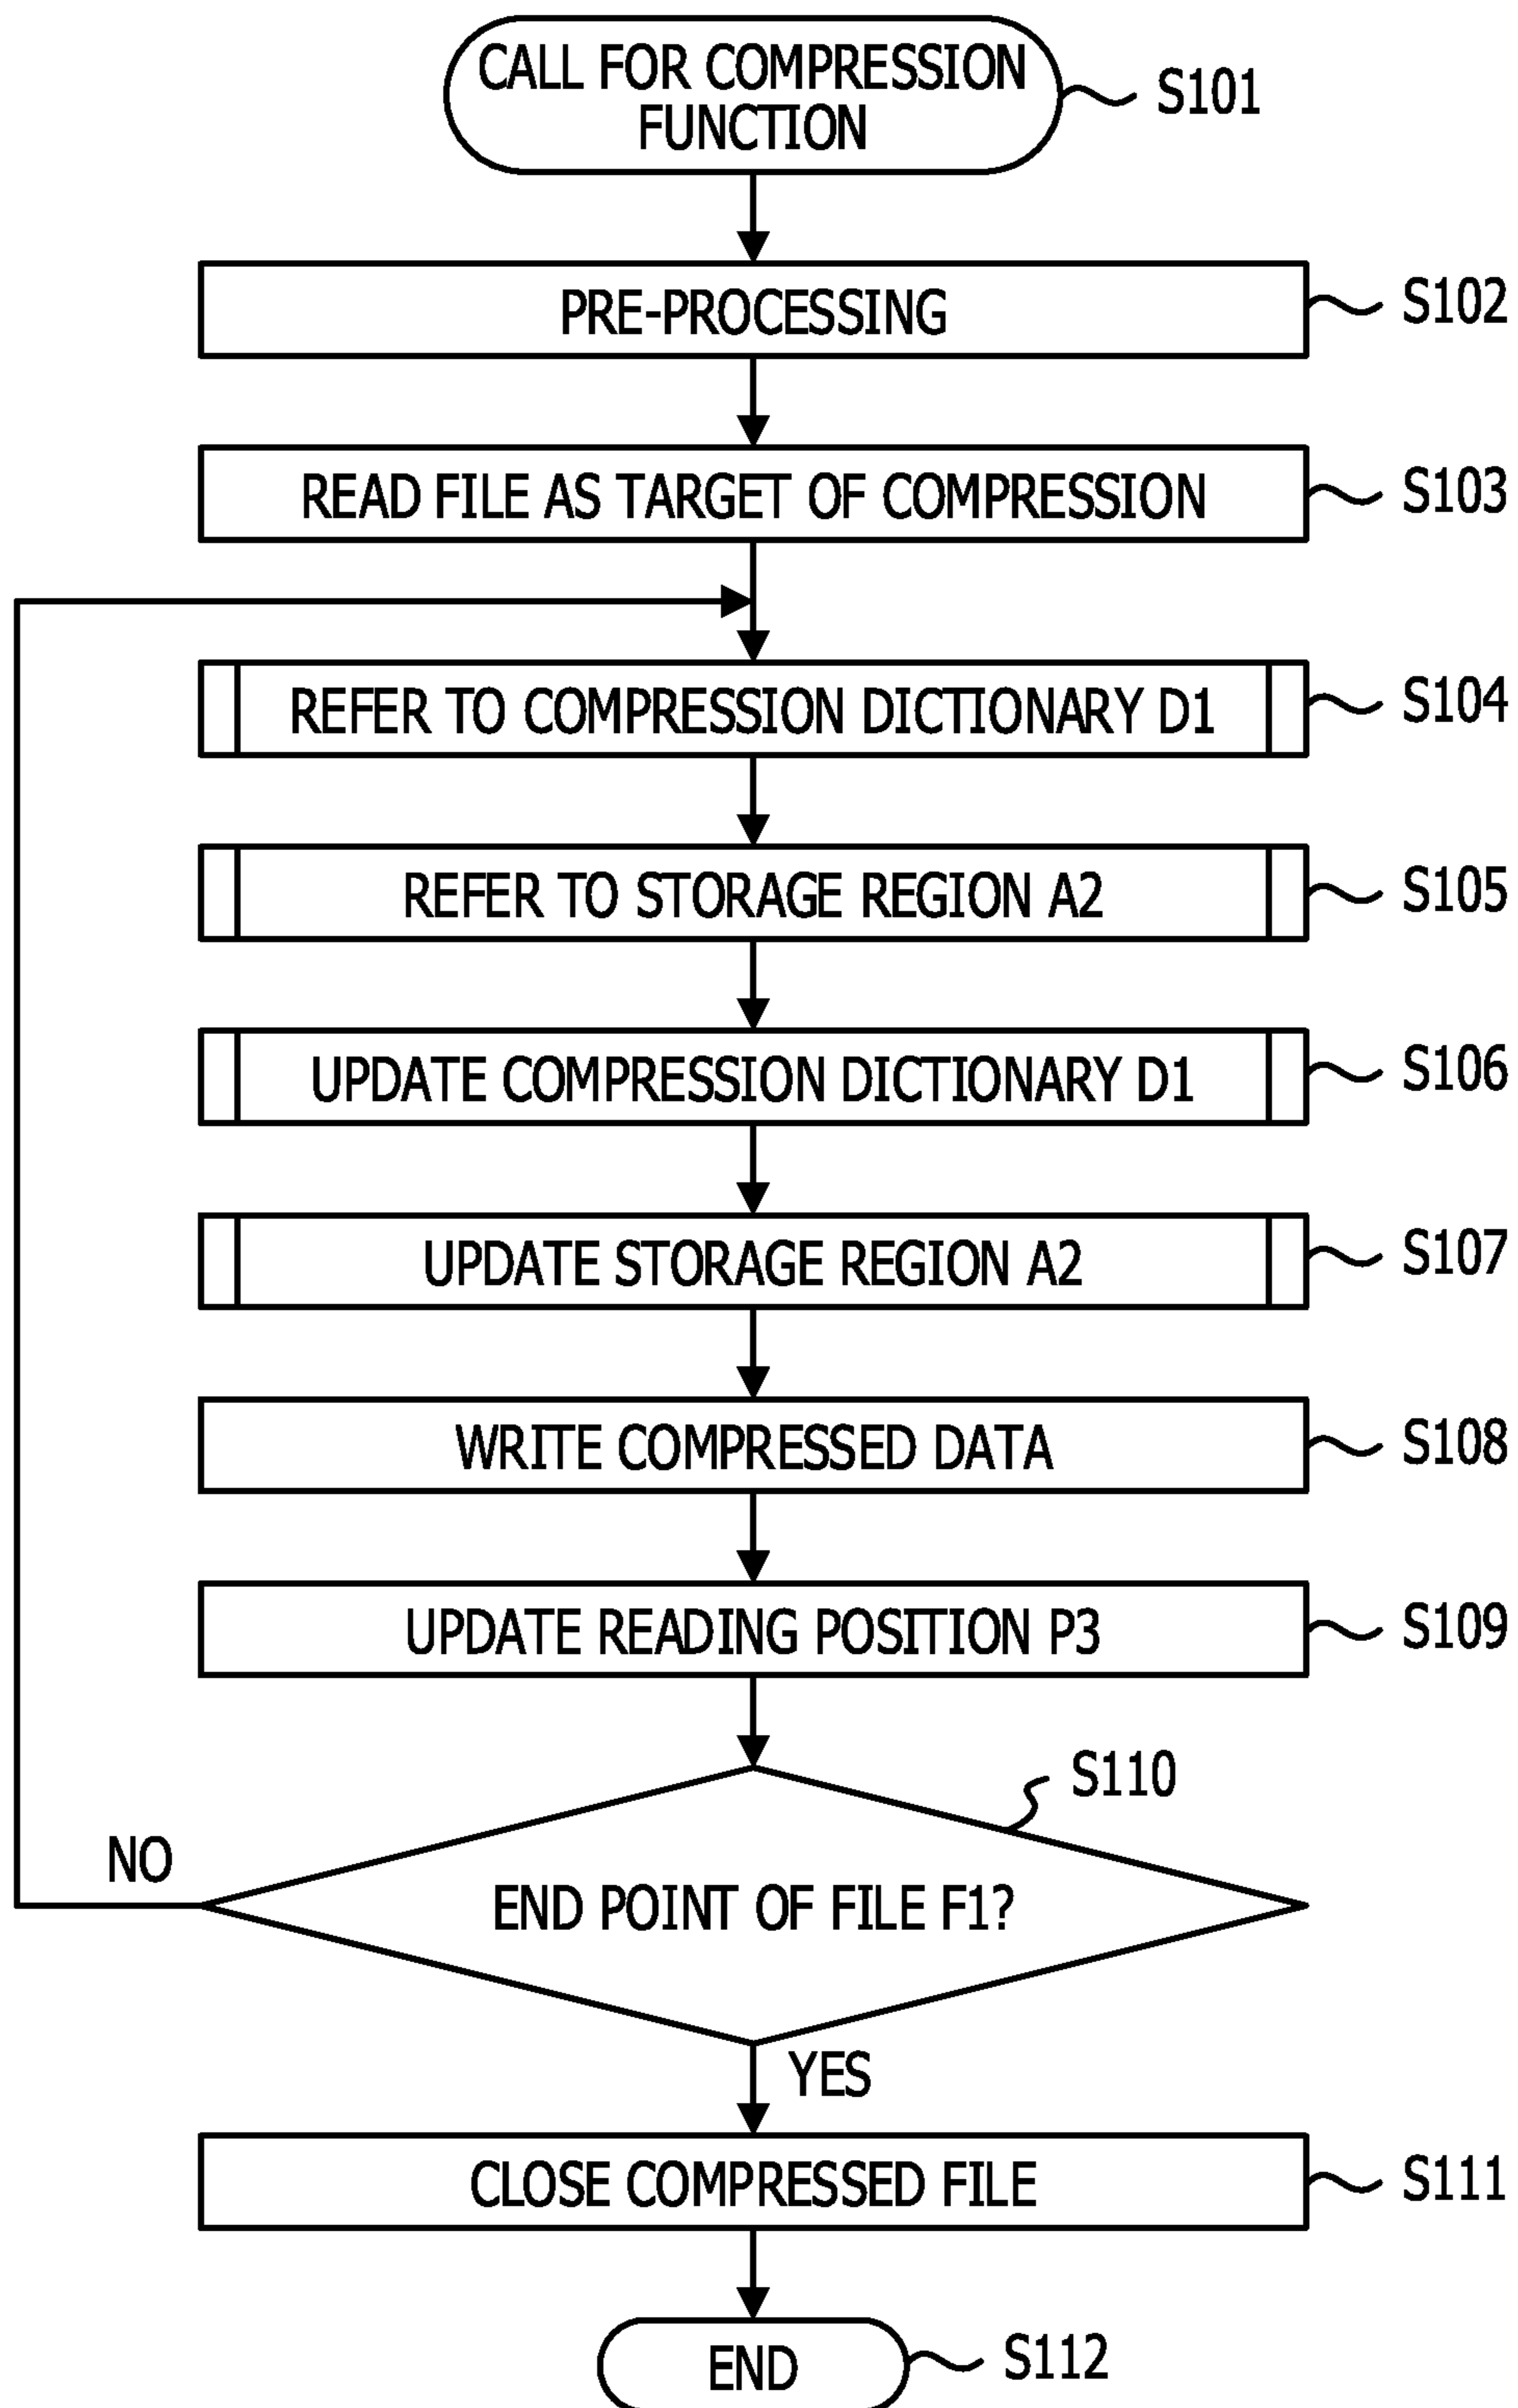 CALL FOR COMPRESSION
FUNCTION
S101
PRE-PROCESSING
S102
READ FILE AS TARGET OF COMPRESSION
S103
REFER TO COMPRESSION DICTIONARY D1
S104
REFER TO STORAGE REGION A2
S105
UPDATE COMPRESSION DICTIONARY D1
S106
UPDATE STORAGE REGION A2
S107
WRITE COMPRESSED DATA
S108
UPDATE READING POSITION P3
S109
S110
NO
END POINT OF FILE F1?
YES
CLOSE COMPRESSED FILE
S111
END
S112